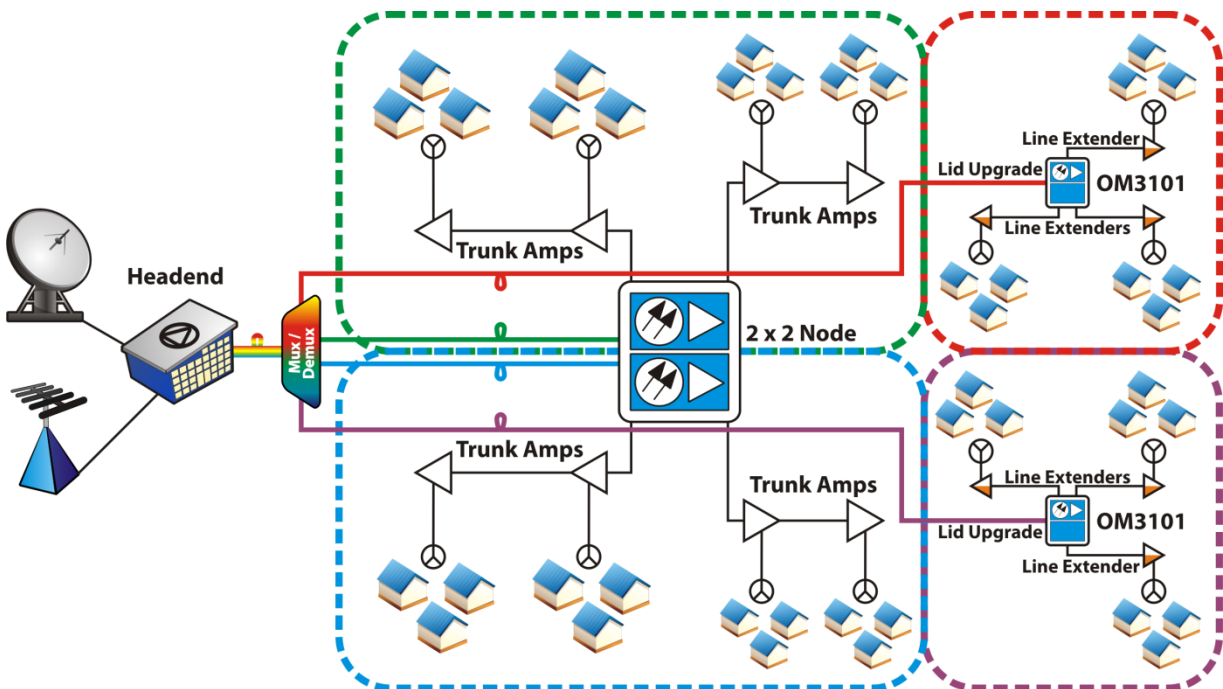 Line Extender
Lid Upgrade
OM3101
Trunk Amps
Trunk Amps
Line Extenders
Headend
Mux /
Demux
2 x 2 Node
Trunk Amps
Line Extenders
Trunk Amps
OM3101
Lid Upgrade
Line Extender